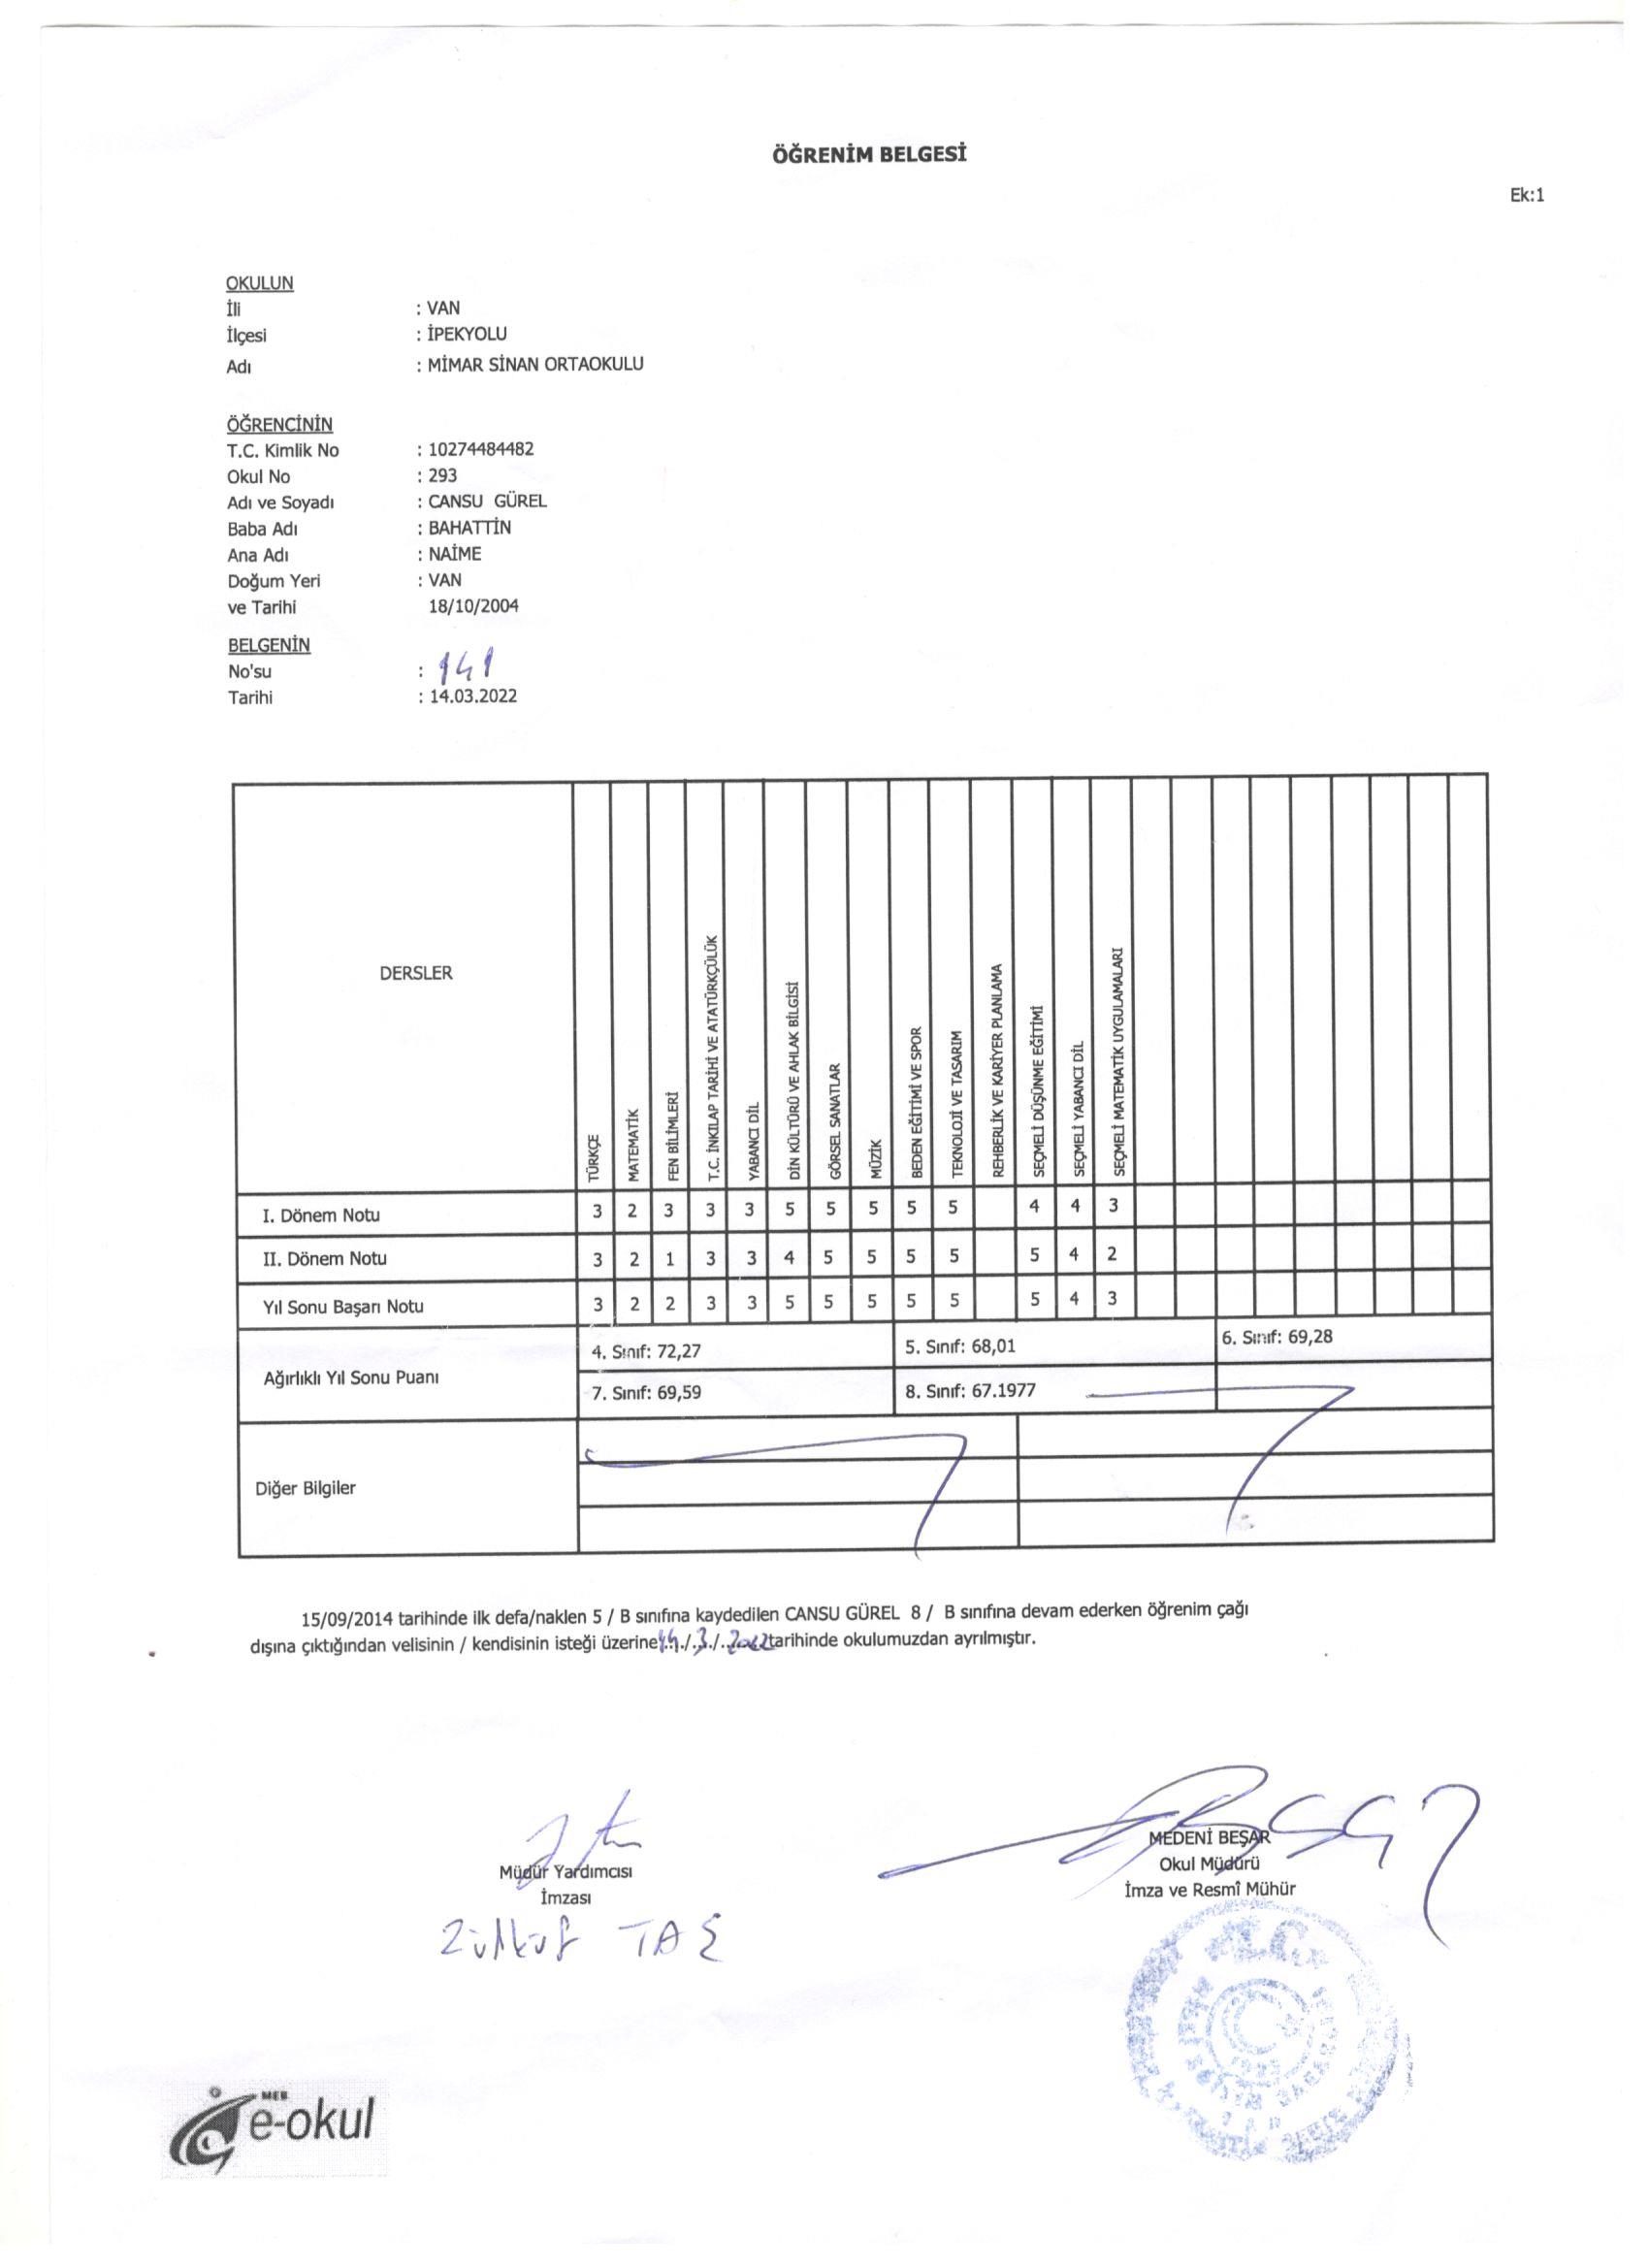 ÖĞRENİM BELGESİ
Ek:1
OKULUN
İli : VAN
İlçesi : İPEKYOLU
Adı : MİMAR SİNAN ORTAOKULU
ÖĞRENCİNİN
T.C. Kimlik No : 10274484482
Okul No : 293
Adı ve Soyadı : CANSU GÜREL
Baba Adı : BAHATTİN
Ana Adı : NAİME
Doğum Yeri : VAN
ve Tarihi 18/10/2004
BELGENİN
No'su : 141
Tarihi : 14.03.2022
DERSLER
TÜRKÇE
MATEMATİK
FEN BİLİMLERİ
T.C. İNKILAP TARİHİ VE ATATÜRKÇÜLÜK
YABANCI DİL
DİN KÜLTÜRÜ VE AHLAK BİLGİSİ
GÖRSEL SANATLAR
MÜZİK
BEDEN EĞİTİMİ VE SPOR
TEKNOLOJİ VE TASARIM
REHBERLİK VE KARİYER PLANLAMA
SEÇMELİ DÜŞÜNME EĞİTİMİ
SEÇMELİ YABANCI DİL
SEÇMELİ MATEMATİK UYGULAMALARI
I. Dönem Notu 3 2 3 3 3 5 5 5 5 5 4 4 3
II. Dönem Notu 3 2 1 3 3 4 5 5 5 5 5 4 2
Yıl Sonu Başarı Notu 3 2 2 3 3 5 5 5 5 5 5 4 3
Ağırlıklı Yıl Sonu Puanı
4. Sınıf: 72,27 5. Sınıf: 68,01 6. Sınıf: 69,28
7. Sınıf: 69,59 8. Sınıf: 67.1977
Diğer Bilgiler
15/09/2014 tarihinde ilk defa/naklen 5 / B sınıfına kaydedilen CANSU GÜREL 8 / B sınıfına devam ederken öğrenim çağı
dışına çıktığından velisinin / kendisinin isteği üzerine 14./.3./.2022 tarihinde okulumuzdan ayrılmıştır.
Müdür Yardımcısı
İmzası
Zülküf TAŞ
MEDENİ BEŞAR
Okul Müdürü
İmza ve Resmî Mühür
T.C.
MEB
e-okul